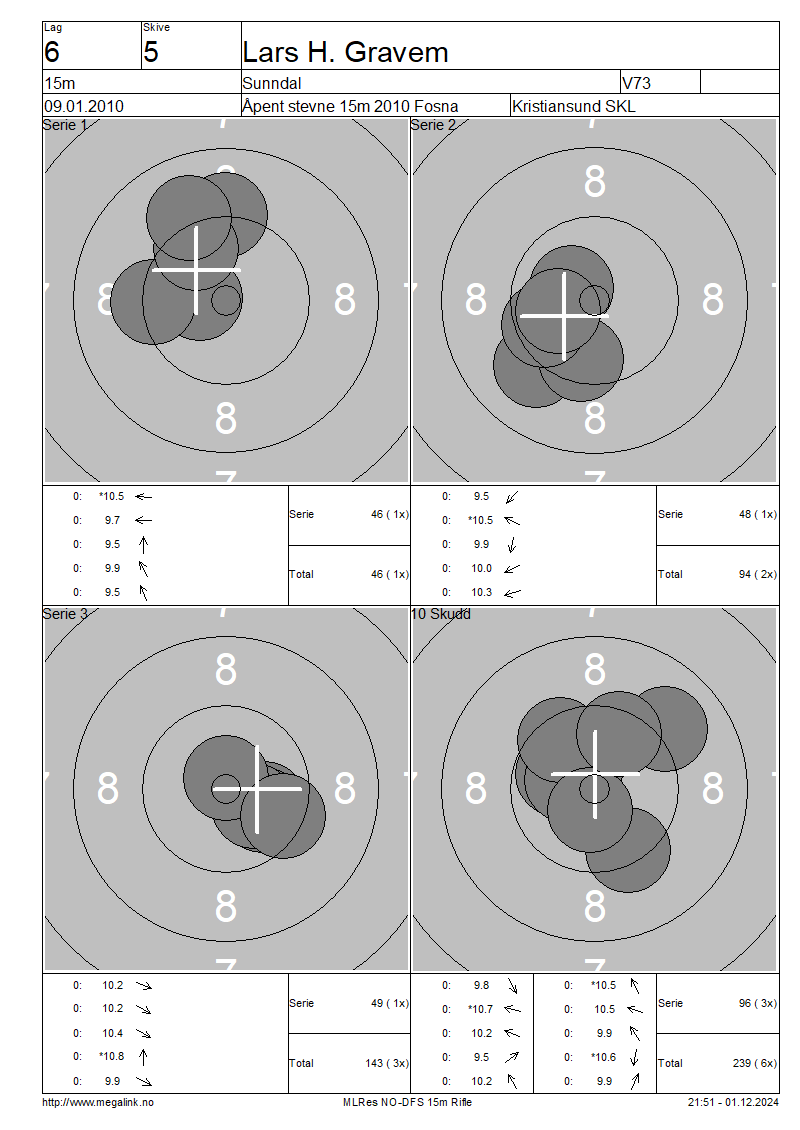 Lag Skive
6 5 Lars H. Gravem
15m Sunndal V73
09.01.2010 Åpent stevne 15m 2010 Fosna Kristiansund SKL
Serie 1
7
8
7 8 8
8
7
Serie 2
7
8
7 8 8 7
8
7
0: *10.5
0: 9.7
0: 9.5
0: 9.9
0: 9.5
Serie 46 ( 1x)
Total 46 ( 1x)
0: 9.5
0: *10.5
0: 9.9
0: 10.0
0: 10.3
Serie 48 ( 1x)
Total 94 ( 2x)
Serie 3
7
8
7 8 8
8
7
10 Skudd
7
8
7 8 8 7
8
7
0: 10.2
0: 10.2
0: 10.4
0: *10.8
0: 9.9
Serie 49 ( 1x)
Total 143 ( 3x)
0: 9.8 0: *10.5
0: *10.7 0: 10.5
0: 10.2 0: 9.9
0: 9.5 0: *10.6
0: 10.2 0: 9.9
Serie 96 ( 3x)
Total 239 ( 6x)
http://www.megalink.no MLRes NO-DFS 15m Rifle 21:51 - 01.12.2024